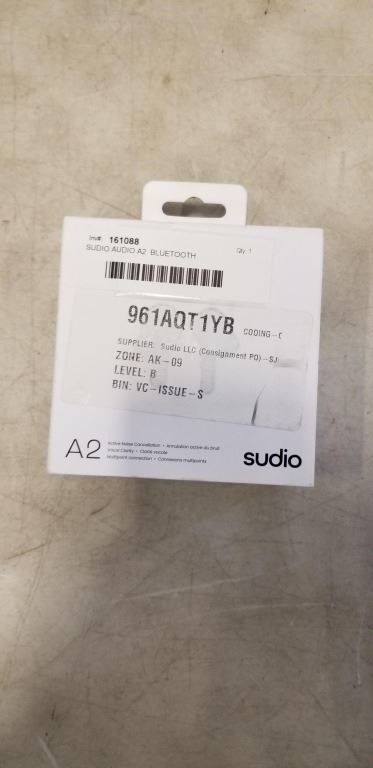 Inv#: 161088
SUDIO AUDIO A2 BLUETOOTH
Qty: 1
961AQT1YB CODING-C
SUPPLIER: Sudio LLC (Consignment PO) -SJ
ZONE: AK-09
LEVEL: B
BIN: VC-ISSUE-S
A2
Active Noise Cancellation • Annulation active du bruit
Vocal Clarity • Clarté vocale
Multipoint connection • Connexions multipoints
sudio